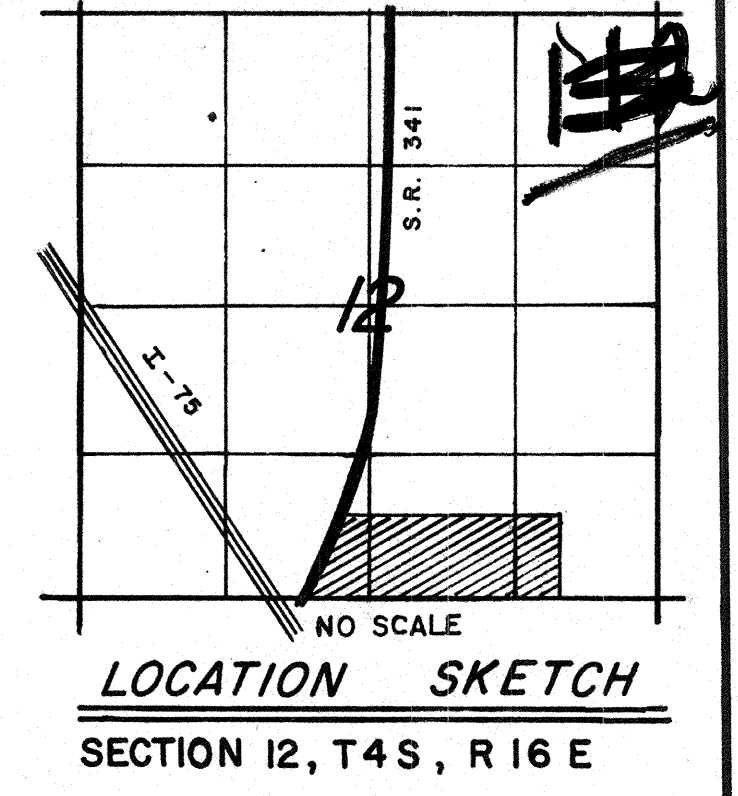 S.R. 341
12
I-75
NO SCALE
LOCATION SKETCH
SECTION 12, T4S, R16E